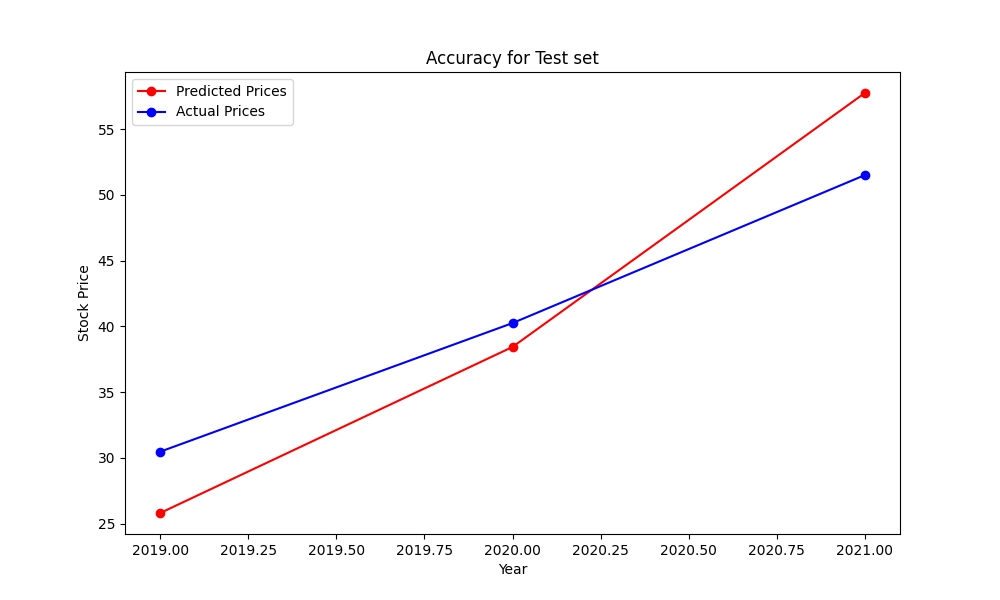 Accuracy for Test set
Predicted Prices
Actual Prices
55
50
45
40
35
30
25
Stock Price
2019.00 2019.25 2019.50 2019.75 2020.00 2020.25 2020.50 2020.75 2021.00
Year